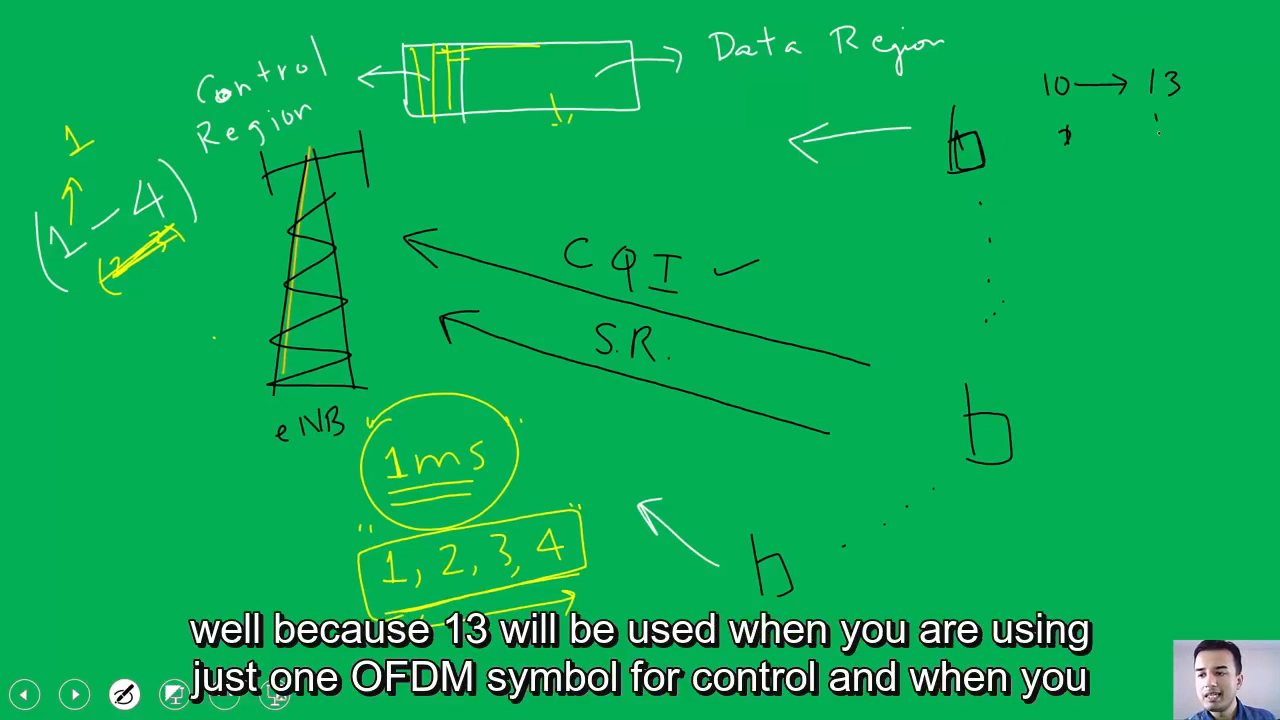 Data Region
Control
Region
10 → 13
1
1
(1 – 4)
CQI ✓
S.R.
eNB
1ms
" 1, 2, 3, 4 "
well because 13 will be used when you are using
just one OFDM symbol for control and when you